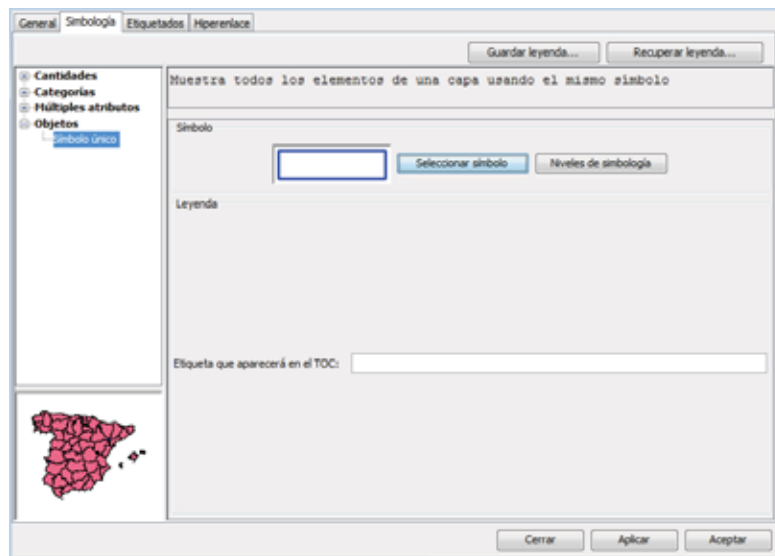 General Simbología Etiquetados Hiperenlace
Guardar leyenda... Recuperar leyenda...
Cantidades
Categorías
Múltiples atributos
Objetos
Símbolo único
Muestra todos los elementos de una capa usando el mismo símbolo
Símbolo
Seleccionar símbolo Niveles de simbología
Leyenda
Etiqueta que aparecerá en el TOC:
Cerrar Aplicar Aceptar